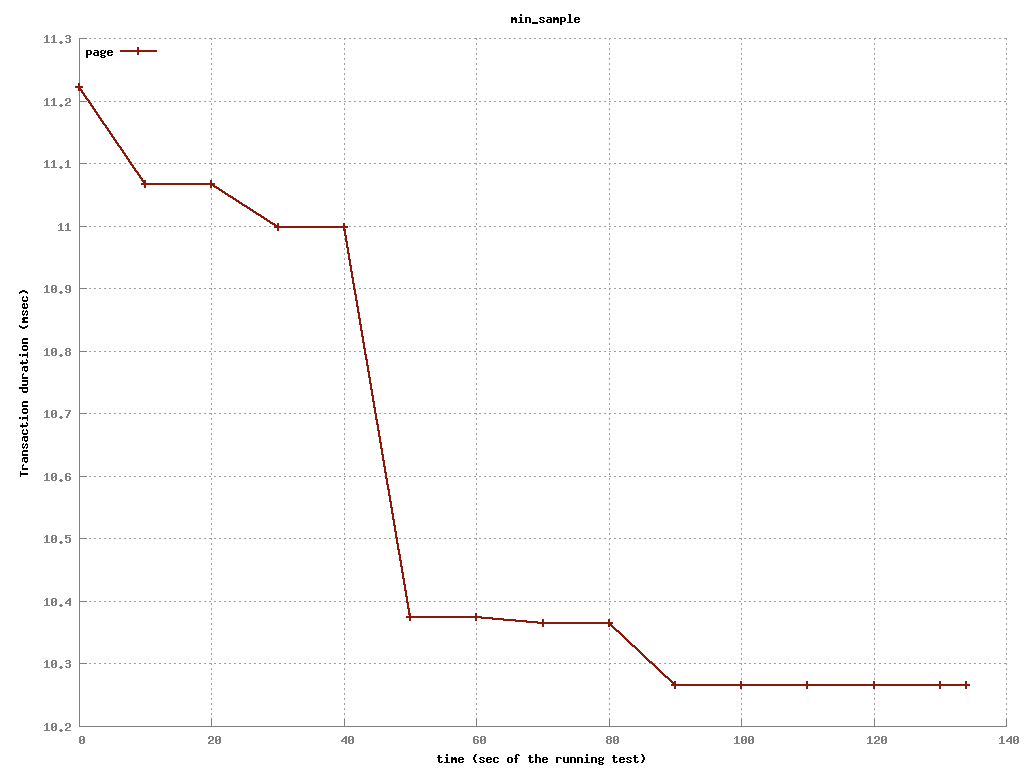 min_sample
page
11.3
11.2
11.1
11
10.9
10.8
10.7
10.6
10.5
10.4
10.3
10.2
Transaction duration (msec)
0 20 40 60 80 100 120 140
time (sec of the running test)